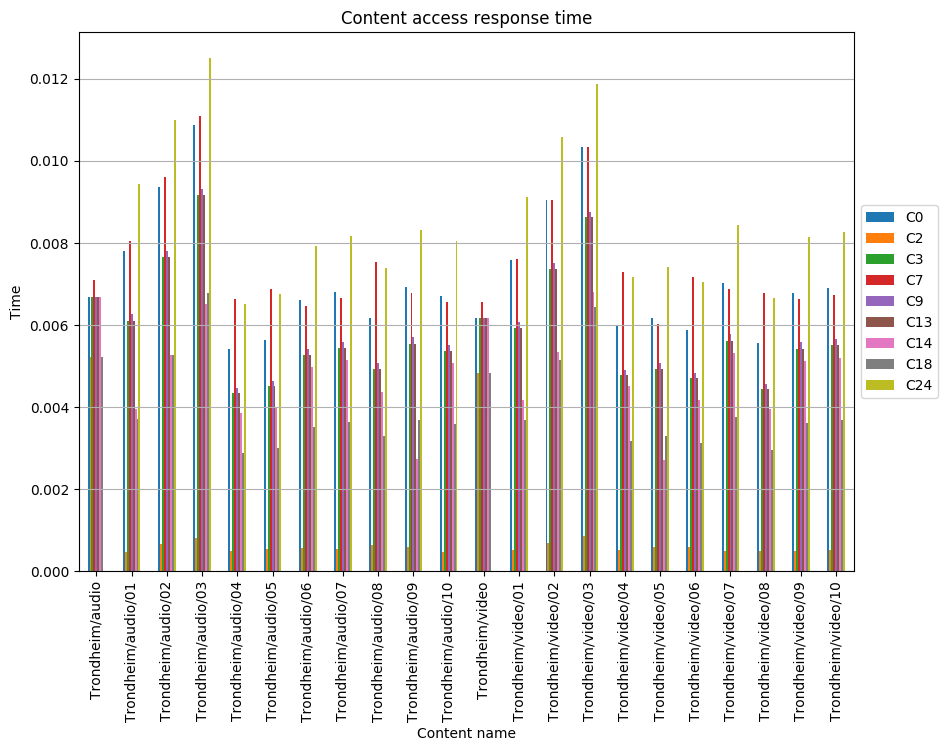 Content access response time
Time
0.012
0.010
0.008
0.006
0.004
0.002
0.000
C0
C2
C3
C7
C9
C13
C14
C18
C24
Trondheim/audio
Trondheim/audio/01
Trondheim/audio/02
Trondheim/audio/03
Trondheim/audio/04
Trondheim/audio/05
Trondheim/audio/06
Trondheim/audio/07
Trondheim/audio/08
Trondheim/audio/09
Trondheim/audio/10
Trondheim/video
Trondheim/video/01
Trondheim/video/02
Trondheim/video/03
Trondheim/video/04
Trondheim/video/05
Trondheim/video/06
Trondheim/video/07
Trondheim/video/08
Trondheim/video/09
Trondheim/video/10
Content name